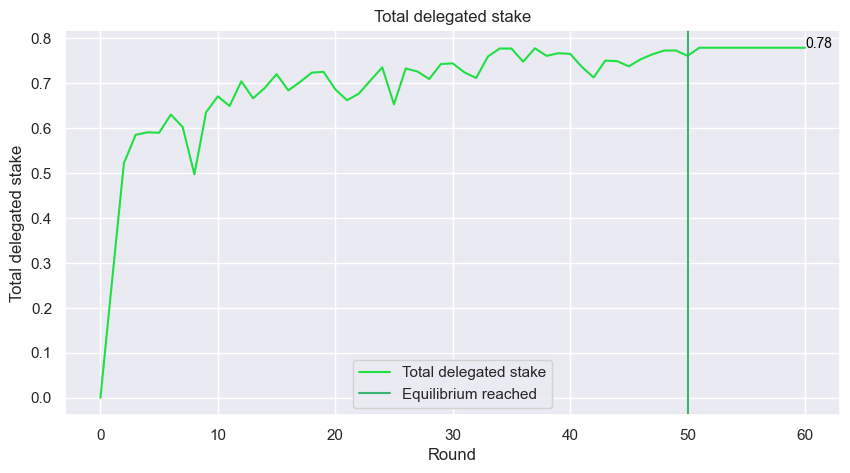 Total delegated stake
0.78
Total delegated stake
0.8
0.7
0.6
0.5
0.4
0.3
0.2
0.1
0.0
Total delegated stake
Equilibrium reached
0 10 20 30 40 50 60
Round